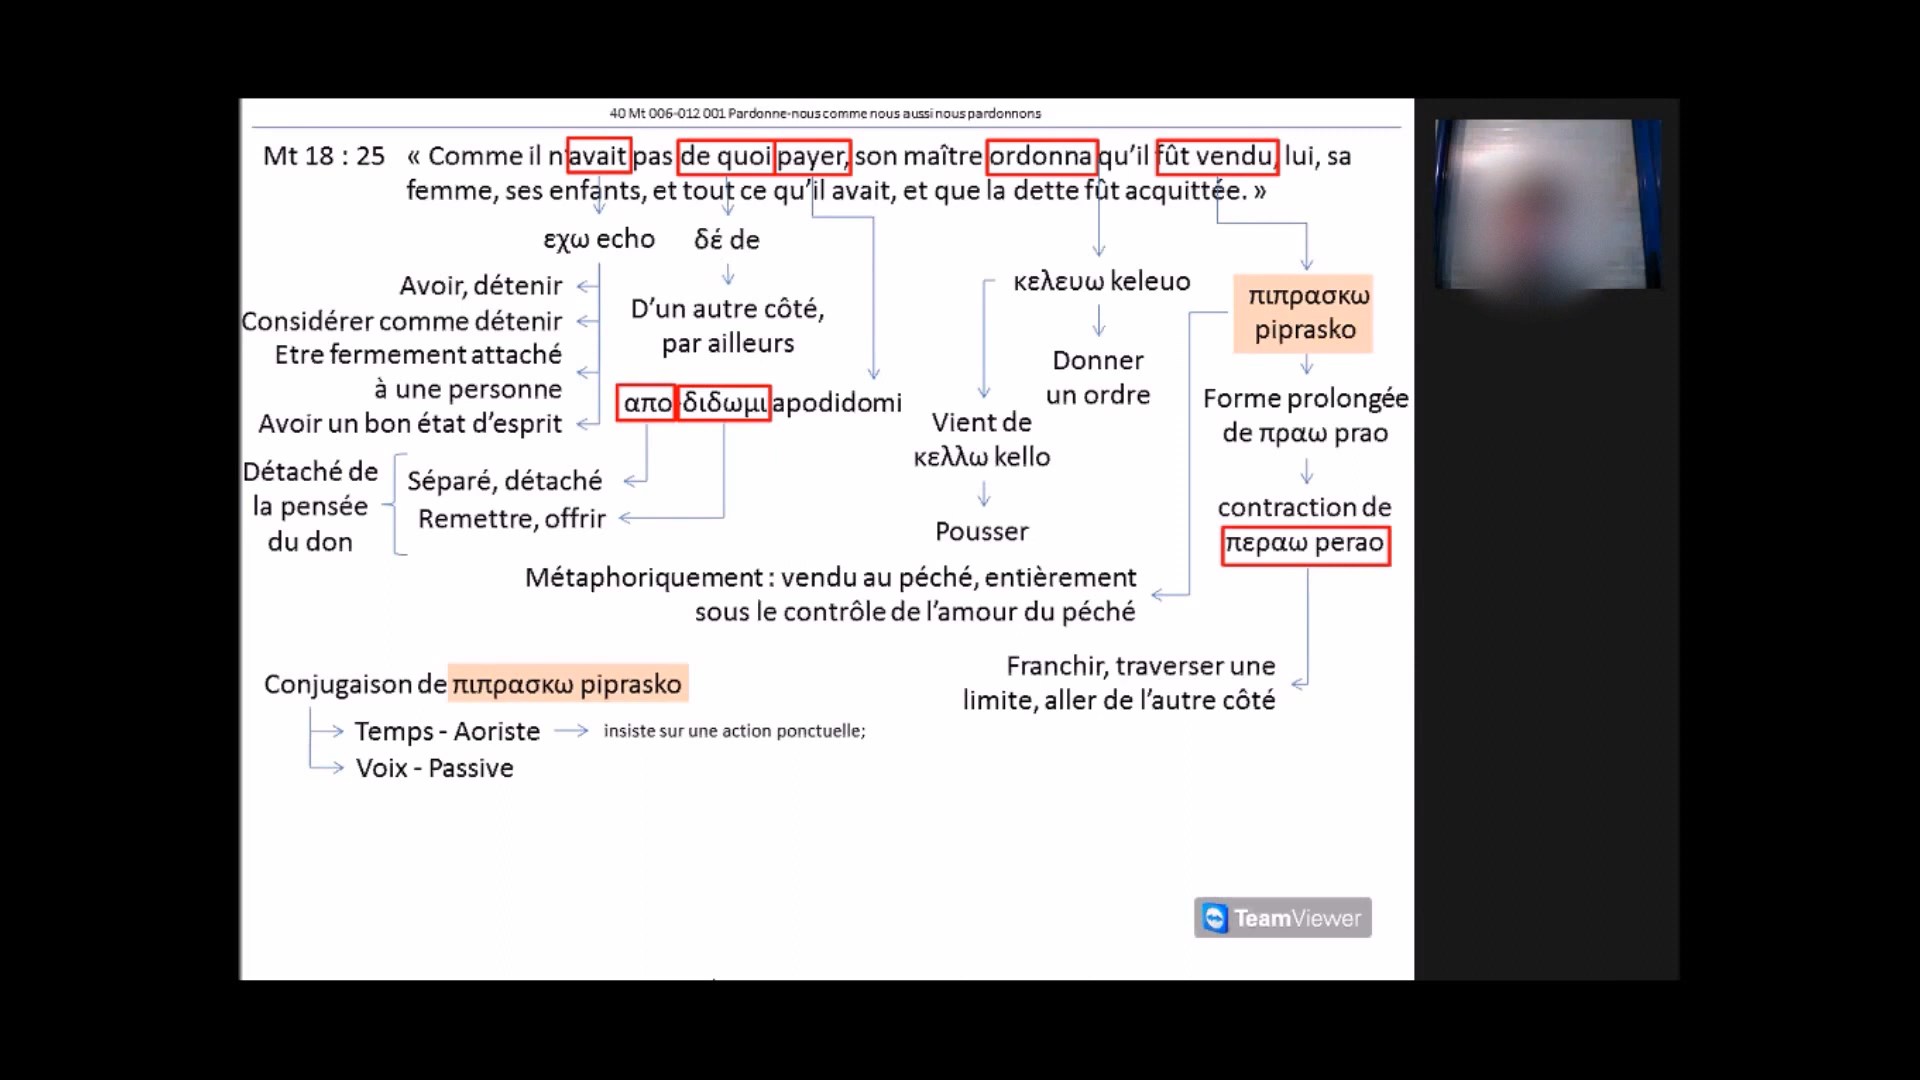 40 Mt 006-012 001 Pardonne-nous comme nous aussi nous pardonnons
Mt 18 : 25 « Comme il n'avait pas de quoi payer, son maître ordonna qu'il fût vendu, lui, sa
femme, ses enfants, et tout ce qu'il avait, et que la dette fût acquittée. »
εχω echo
δέ de
Avoir, détenir
Considérer comme détenir
Etre fermement attaché
à une personne
Avoir un bon état d'esprit
D'un autre côté,
par ailleurs
απο διδωμι apodidomi
Détaché de
la pensée
du don
Séparé, détaché
Remettre, offrir
κελευω keleuo
Donner
un ordre
Vient de
κελλω kello
Pousser
πιπρασκω
piprasko
Forme prolongée
de πραω prao
contraction de
περαω perao
Métaphoriquement : vendu au péché, entièrement
sous le contrôle de l'amour du péché
Franchir, traverser une
limite, aller de l'autre côté
Conjugaison de πιπρασκω piprasko
Temps - Aoriste
insiste sur une action ponctuelle;
Voix - Passive
TeamViewer